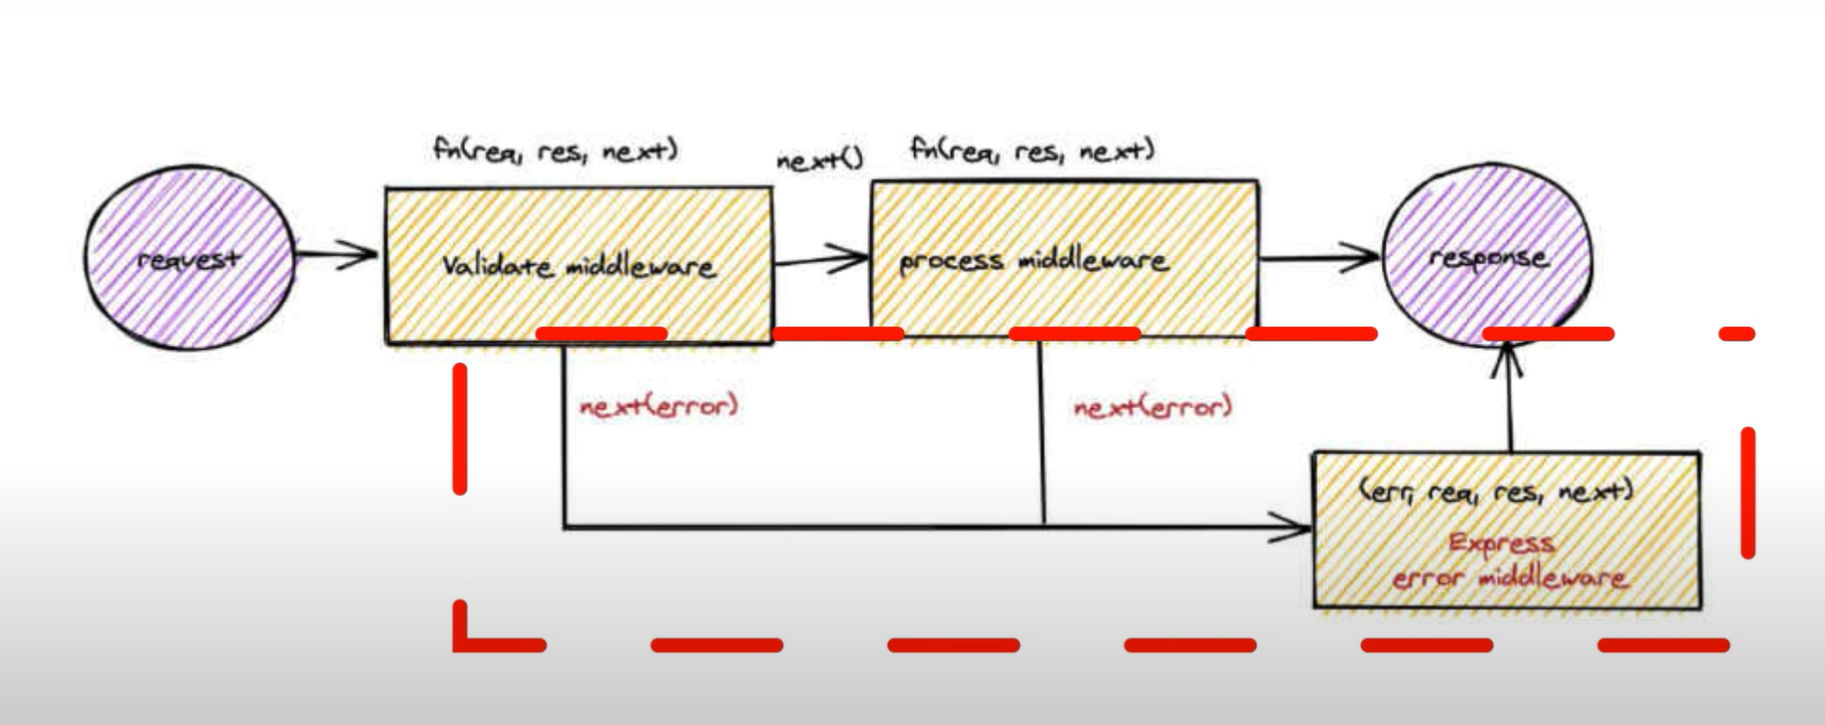 fn(req, res, next)
next()
fn(req, res, next)
request
Validate middleware
process middleware
response
next(error)
next(error)
(err, req, res, next)
Express
error middleware